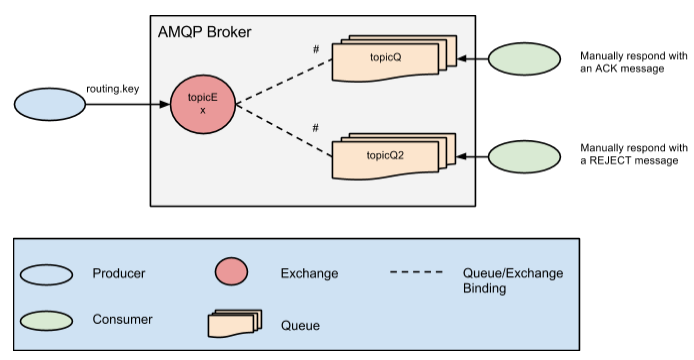 AMQP Broker
routing.key
topicE
x
#
#
topicQ
topicQ2
Manually respond with
an ACK message
Manually respond with
a REJECT message
Producer
Exchange
Queue/Exchange
Binding
Consumer
Queue